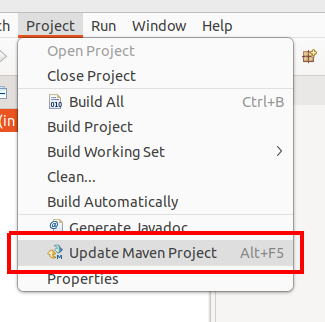 ch Project Run Window Help
Open Project
Close Project
Build All Ctrl+B
Build Project
Build Working Set
Clean...
Build Automatically
Generate Javadoc...
Update Maven Project Alt+F5
Properties
(in